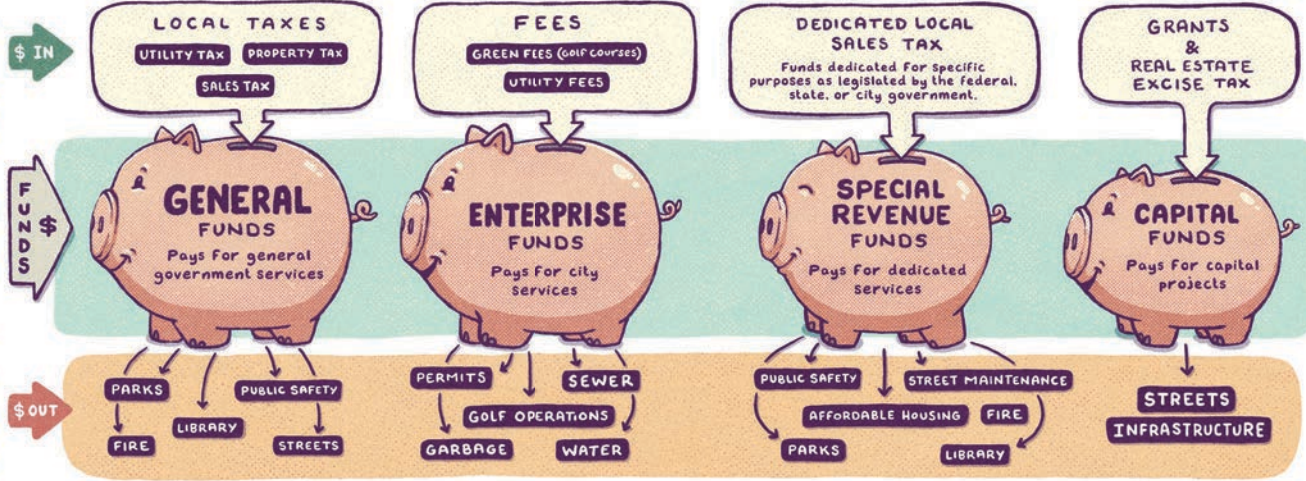 $ IN
LOCAL TAXES
UTILITY TAX PROPERTY TAX
SALES TAX
FEES
GREEN FEES (GOLF COURSES)
UTILITY FEES
DEDICATED LOCAL
SALES TAX
Funds dedicated for specific
purposes as legislated by the federal,
state, or city government.
GRANTS
&
REAL ESTATE
EXCISE TAX
FUNDS $
GENERAL
FUNDS
Pays for general
government services
ENTERPRISE
FUNDS
Pays for city
services
SPECIAL
REVENUE
FUNDS
Pays for dedicated
services
CAPITAL
FUNDS
Pays for capital
projects
$ OUT
PARKS
PUBLIC SAFETY
LIBRARY
FIRE
STREETS
PERMITS
SEWER
GOLF OPERATIONS
GARBAGE
WATER
PUBLIC SAFETY
STREET MAINTENANCE
AFFORDABLE HOUSING
FIRE
PARKS
LIBRARY
STREETS
INFRASTRUCTURE